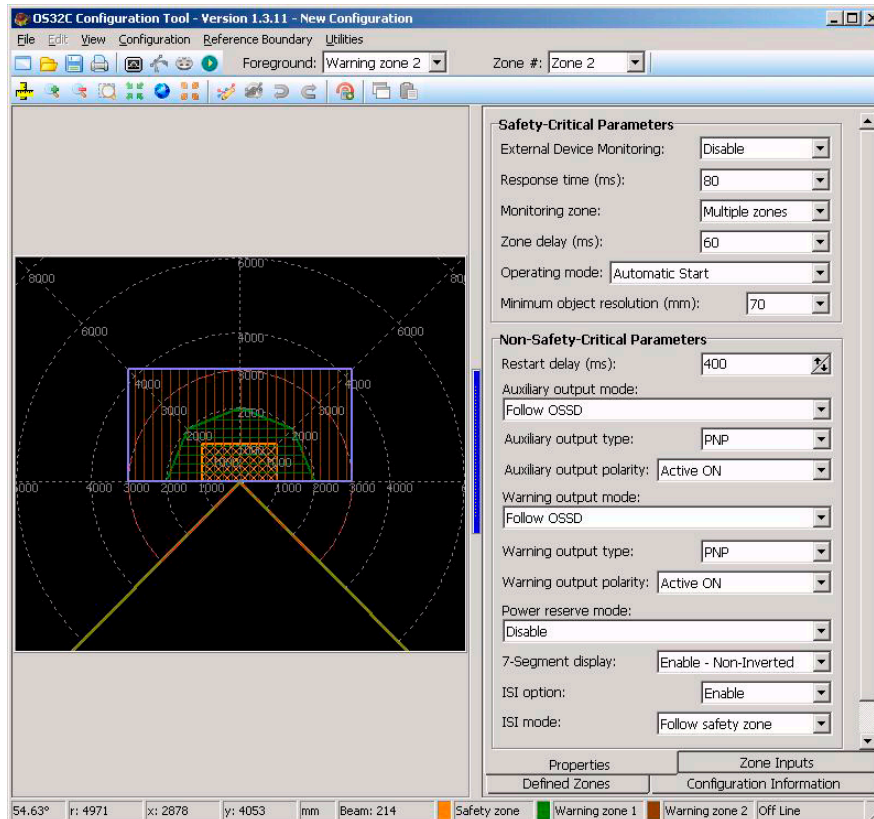 OS32C Configuration Tool - Version 1.3.11 - New Configuration
File Edit View Configuration Reference Boundary Utilities
Foreground: Warning zone 2 Zone #: Zone 2
Safety-Critical Parameters
External Device Monitoring: Disable
Response time (ms): 80
Monitoring zone: Multiple zones
Zone delay (ms): 60
Operating mode: Automatic Start
Minimum object resolution (mm): 70
Non-Safety-Critical Parameters
Restart delay (ms): 400
Auxiliary output mode:
Follow OSSD
Auxiliary output type: PNP
Auxiliary output polarity: Active ON
Warning output mode:
Follow OSSD
Warning output type: PNP
Warning output polarity: Active ON
Power reserve mode:
Disable
7-Segment display: Enable - Non-Inverted
ISI option: Enable
ISI mode: Follow safety zone
Properties Zone Inputs
Defined Zones Configuration Information
8000 5000 80
6000 4000 6000
4000 3000 4000
3000 2000 3000
2000 2000
1000 1000
000 4000 3000 2000 1000 1000 2000 3000 4000
54.63° r: 4971 x: 2878 y: 4053 mm Beam: 214 Safety zone Warning zone 1 Warning zone 2 Off Line